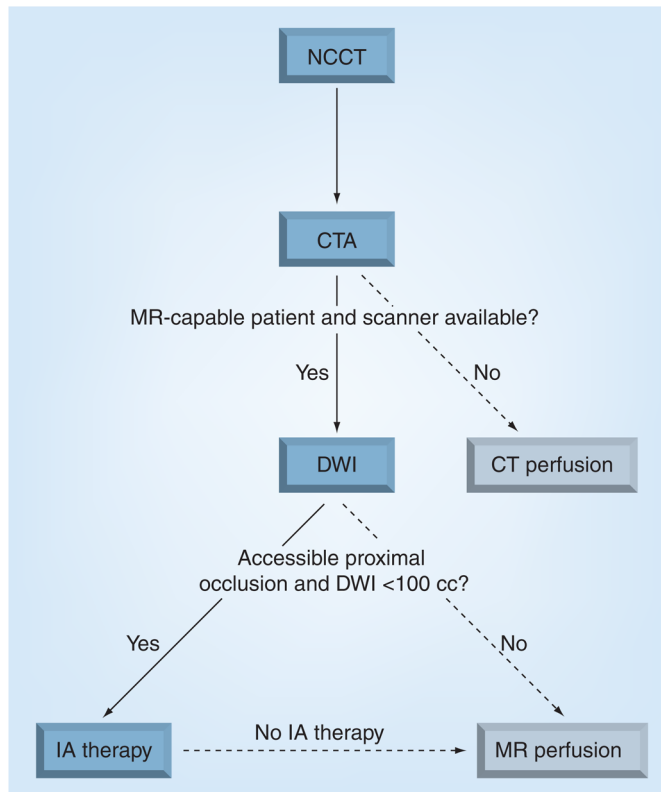 NCCT
CTA
MR-capable patient and scanner available?
Yes
No
DWI
CT perfusion
Accessible proximal
occlusion and DWI <100 cc?
Yes
No
No IA therapy
IA therapy
MR perfusion